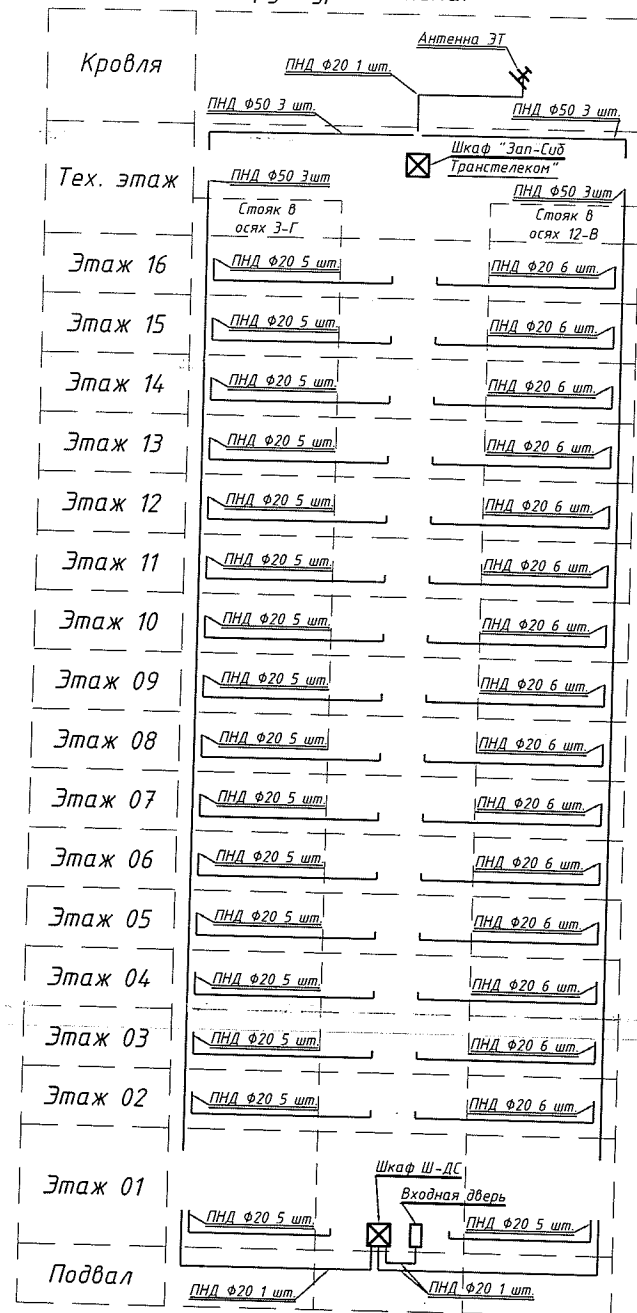 Кровля
Антенна ЭТ
ПНД Ф20 1 шт.
ПНД Ф50 3 шт.
ПНД Ф50 3 шт.
Тех. этаж
Шкаф "Зап-Сиб
Транстелеком"
ПНД Ф50 3шт
ПНД Ф50 3шт
Стояк в
осях 3-Г
Стояк в
осях 12-В
Этаж 16
ПНД Ф20 5 шт.
ПНД Ф20 6 шт.
Этаж 15
ПНД Ф20 5 шт.
ПНД Ф20 6 шт.
Этаж 14
ПНД Ф20 5 шт.
ПНД Ф20 6 шт.
Этаж 13
ПНД Ф20 5 шт.
ПНД Ф20 6 шт.
Этаж 12
ПНД Ф20 5 шт.
ПНД Ф20 6 шт.
Этаж 11
ПНД Ф20 5 шт.
ПНД Ф20 6 шт.
Этаж 10
ПНД Ф20 5 шт.
ПНД Ф20 6 шт.
Этаж 09
ПНД Ф20 5 шт.
ПНД Ф20 6 шт.
Этаж 08
ПНД Ф20 5 шт.
ПНД Ф20 6 шт.
Этаж 07
ПНД Ф20 5 шт.
ПНД Ф20 6 шт.
Этаж 06
ПНД Ф20 5 шт.
ПНД Ф20 6 шт.
Этаж 05
ПНД Ф20 5 шт.
ПНД Ф20 6 шт.
Этаж 04
ПНД Ф20 5 шт.
ПНД Ф20 6 шт.
Этаж 03
ПНД Ф20 5 шт.
ПНД Ф20 6 шт.
Этаж 02
ПНД Ф20 5 шт.
ПНД Ф20 6 шт.
Этаж 01
Шкаф Ш-ДС
Входная дверь
ПНД Ф20 5 шт.
ПНД Ф20 5 шт.
Подвал
ПНД Ф20 1 шт.
ПНД Ф20 1 шт.